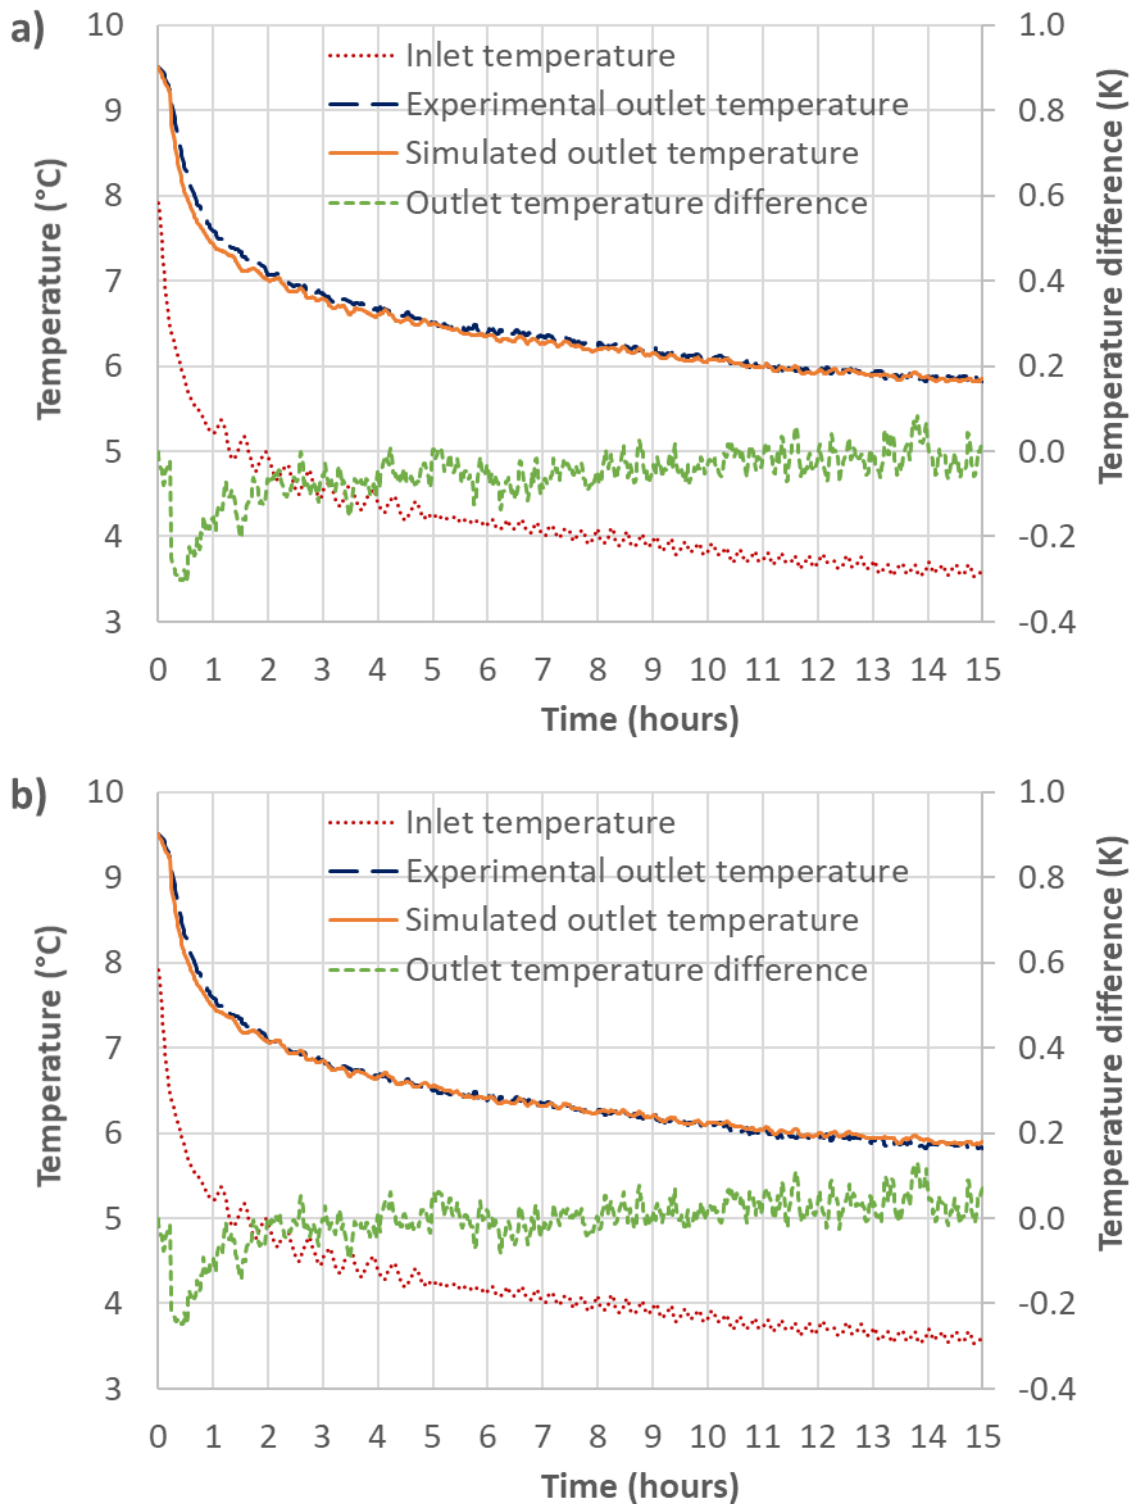 a)
10 1.0
Inlet temperature
9 0.8
Experimental outlet temperature
Simulated outlet temperature
8 0.6
Outlet temperature difference
7 0.4
6 0.2
5 0.0
4 -0.2
3 -0.4
Temperature (°C)
Temperature difference (K)
0 1 2 3 4 5 6 7 8 9 10 11 12 13 14 15
Time (hours)
b)
10 1.0
Inlet temperature
9 0.8
Experimental outlet temperature
Simulated outlet temperature
8 0.6
Outlet temperature difference
7 0.4
6 0.2
5 0.0
4 -0.2
3 -0.4
Temperature (°C)
Temperature difference (K)
0 1 2 3 4 5 6 7 8 9 10 11 12 13 14 15
Time (hours)